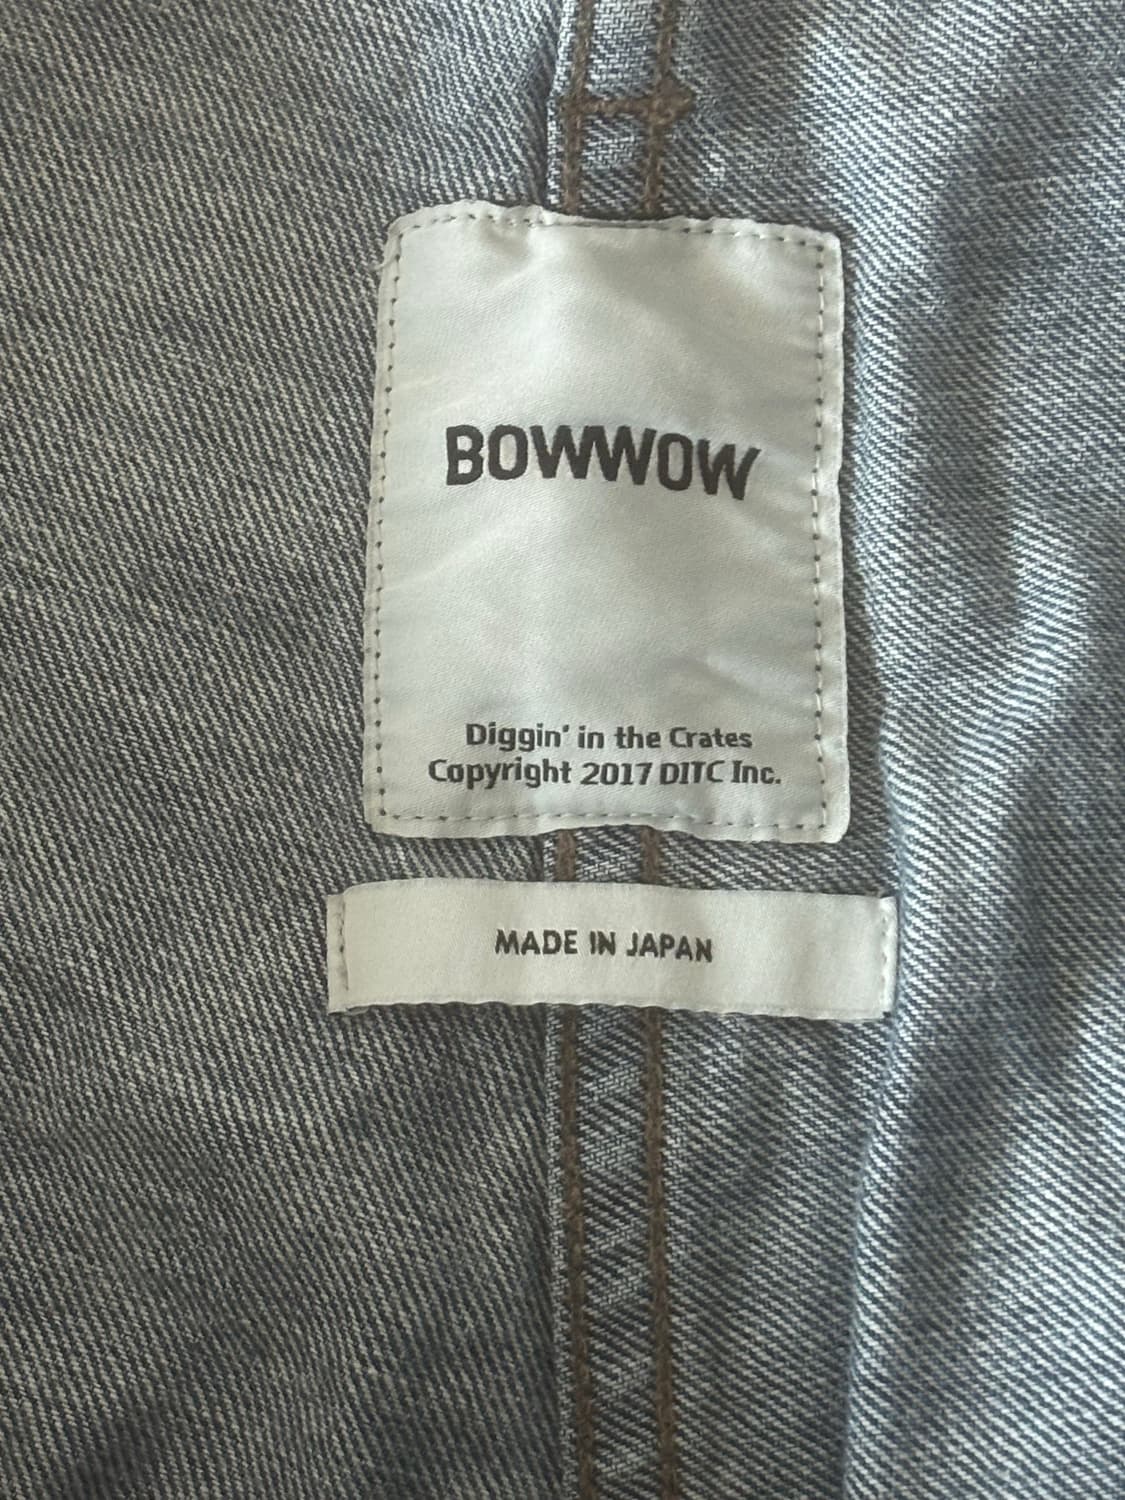 BOWWOW
Diggin' in the Crates
Copyright 2017 DITC Inc.
MADE IN JAPAN